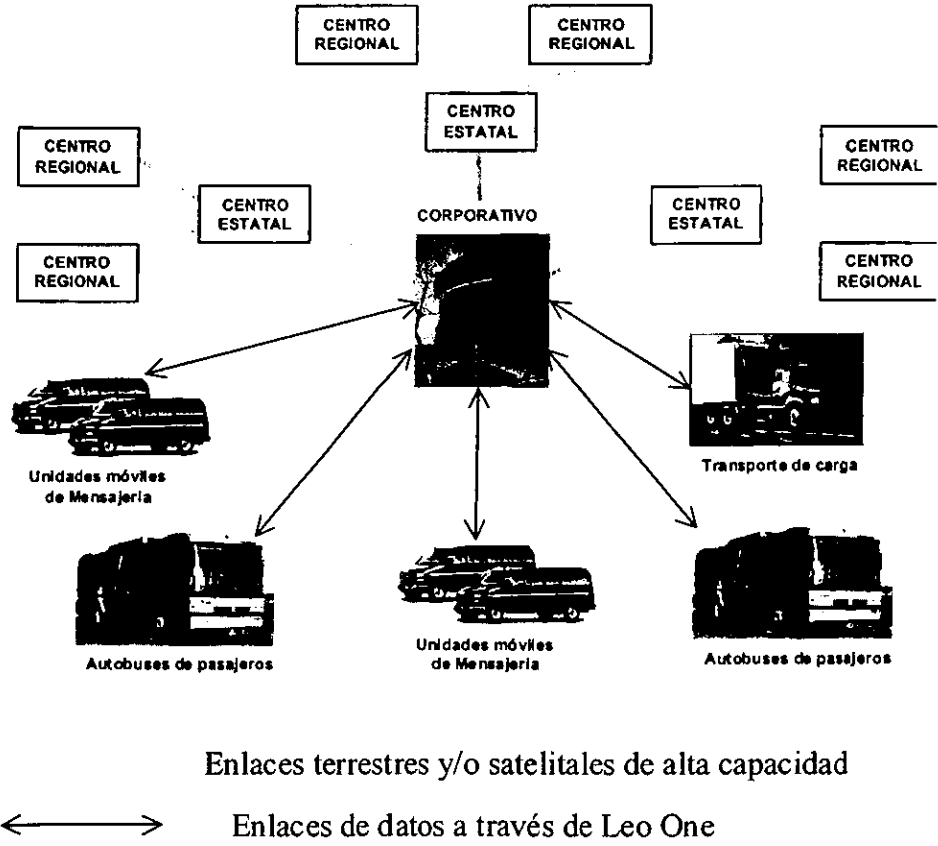 CENTRO
REGIONAL
CENTRO
REGIONAL
CENTRO
ESTATAL
CENTRO
REGIONAL
CENTRO
REGIONAL
CENTRO
ESTATAL
CORPORATIVO
CENTRO
ESTATAL
CENTRO
REGIONAL
CENTRO
REGIONAL
Unidades móviles
de Mensajería
Transporte de carga
Autobuses de pasajeros
Unidades móviles
de Mensajería
Autobuses de pasajeros
Enlaces terrestres y/o satelitales de alta capacidad
Enlaces de datos a través de Leo One